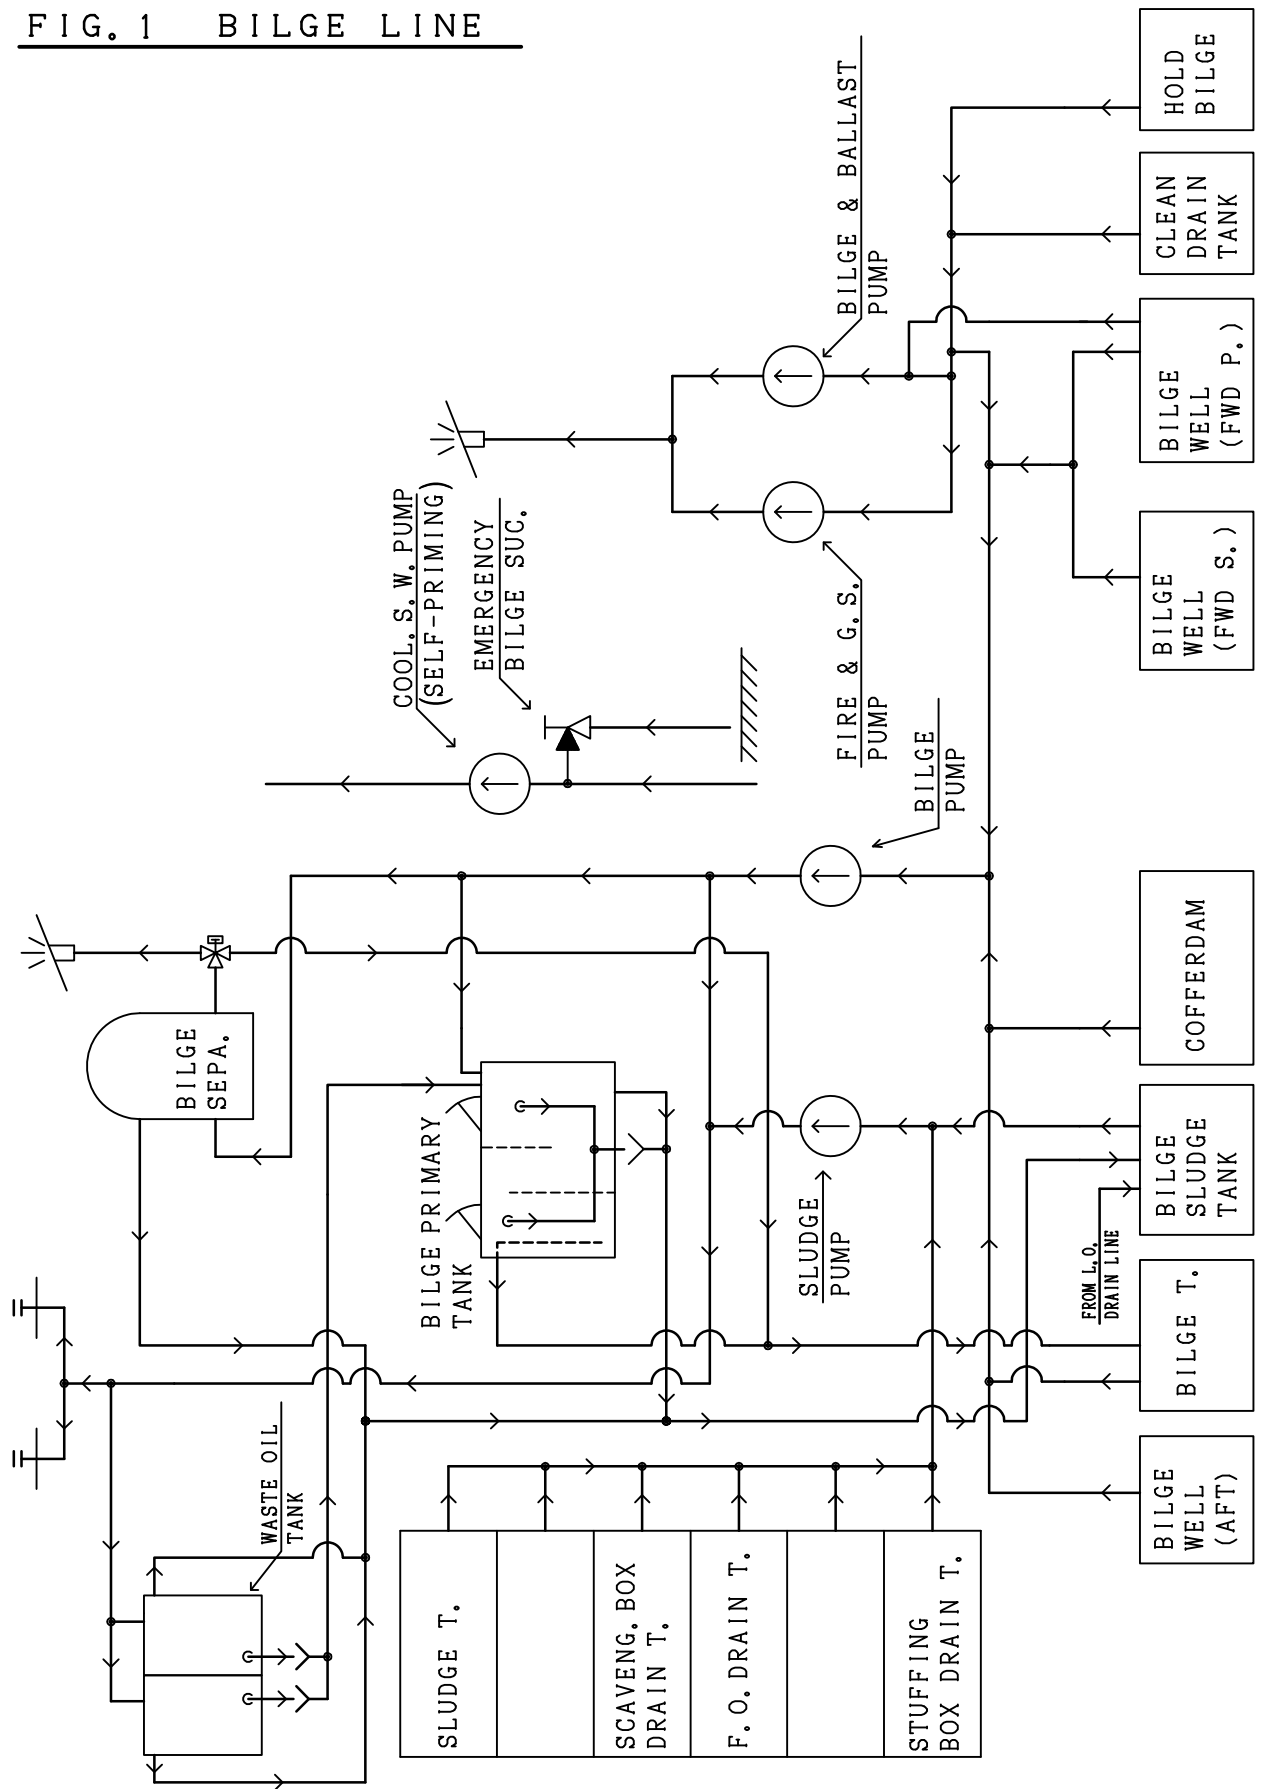 FIG. 1 BILGE LINE
HOLD
BILGE
CLEAN
DRAIN
TANK
BILGE & BALLAST
PUMP
BILGE
WELL
(FWD P.)
COOL. S. W. PUMP
(SELF-PRIMING)
EMERGENCY
BILGE SUC.
BILGE
WELL
(FWD S.)
FIRE & G. S.
PUMP
BILGE
PUMP
COFFERDAM
BILGE
SEPA.
BILGE PRIMARY
TANK
SLUDGE
PUMP
BILGE
SLUDGE
TANK
FROM L.O.
DRAIN LINE
BILGE T.
WASTE OIL
TANK
BILGE
WELL
(AFT)
SLUDGE T.
SCAVENG. BOX
DRAIN T.
F. O. DRAIN T.
STUFFING
BOX DRAIN T.